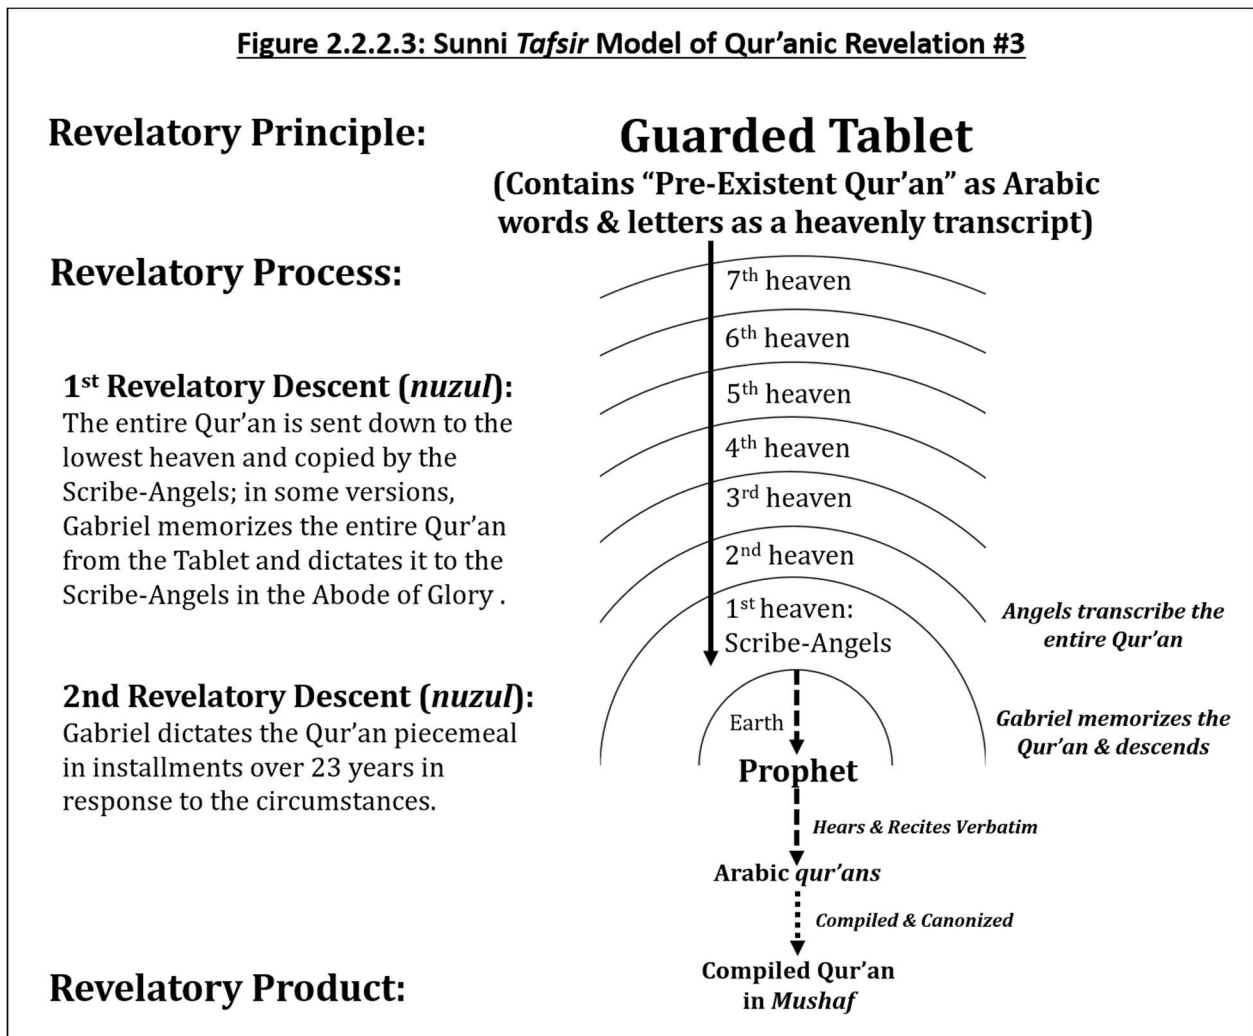 Figure 2.2.2.3: Sunni Tafsir Model of Qur’anic Revelation #3
Revelatory Principle:
Guarded Tablet
(Contains “Pre-Existent Qur’an” as Arabic
words & letters as a heavenly transcript)
Revelatory Process:
7th heaven
6th heaven
5th heaven
4th heaven
3rd heaven
2nd heaven
1st heaven:
Scribe-Angels
1st Revelatory Descent (nuzul):
The entire Qur’an is sent down to the
lowest heaven and copied by the
Scribe-Angels; in some versions,
Gabriel memorizes the entire Qur’an
from the Tablet and dictates it to the
Scribe-Angels in the Abode of Glory .
Angels transcribe the
entire Qur’an
2nd Revelatory Descent (nuzul):
Gabriel dictates the Qur’an piecemeal
in installments over 23 years in
response to the circumstances.
Earth
Gabriel memorizes the
Qur’an & descends
Prophet
Hears & Recites Verbatim
Arabic qur’ans
Compiled & Canonized
Revelatory Product:
Compiled Qur’an
in Mushaf